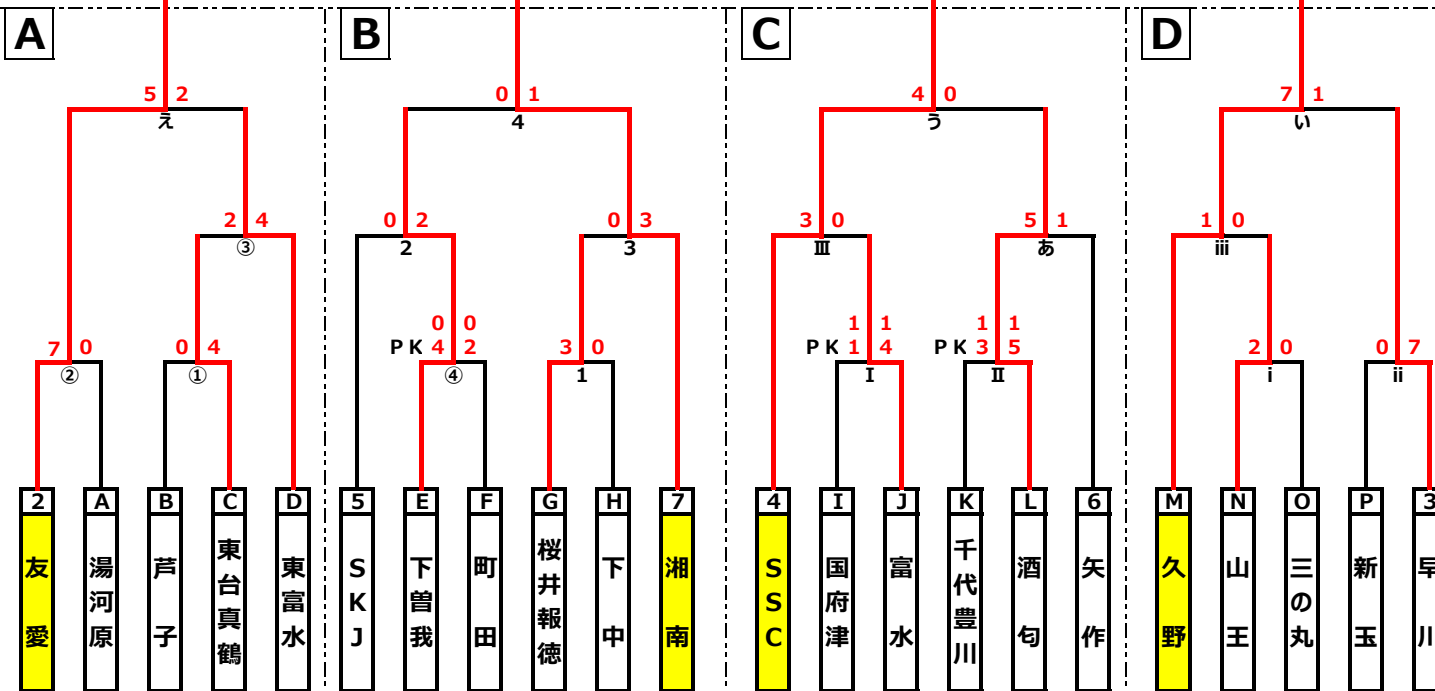 A B C D
5 2 0 1 4 0 7 1
え 4 う い
2 4 0 2 0 3 3 0 5 1 1 0
③ 2 3 Ⅲ あ ⅲ
0 0 1 1 1 1
7 0 0 4 PK 4 2 3 0 PK 1 4 PK 3 5 2 0 0 7
② ① ④ 1 Ⅰ Ⅱ ⅰ ⅱ
2 A B C D 5 E F G H 7 4 I J K L 6 M N O P 3
友愛
湯河原
芦子
東台真鶴
東富水
SKJ
下曽我
町田
桜井報徳
下中
湘南
SSC
国府津
富水
千代豊川
酒匂
矢作
久野
山王
三の丸
新玉
早川